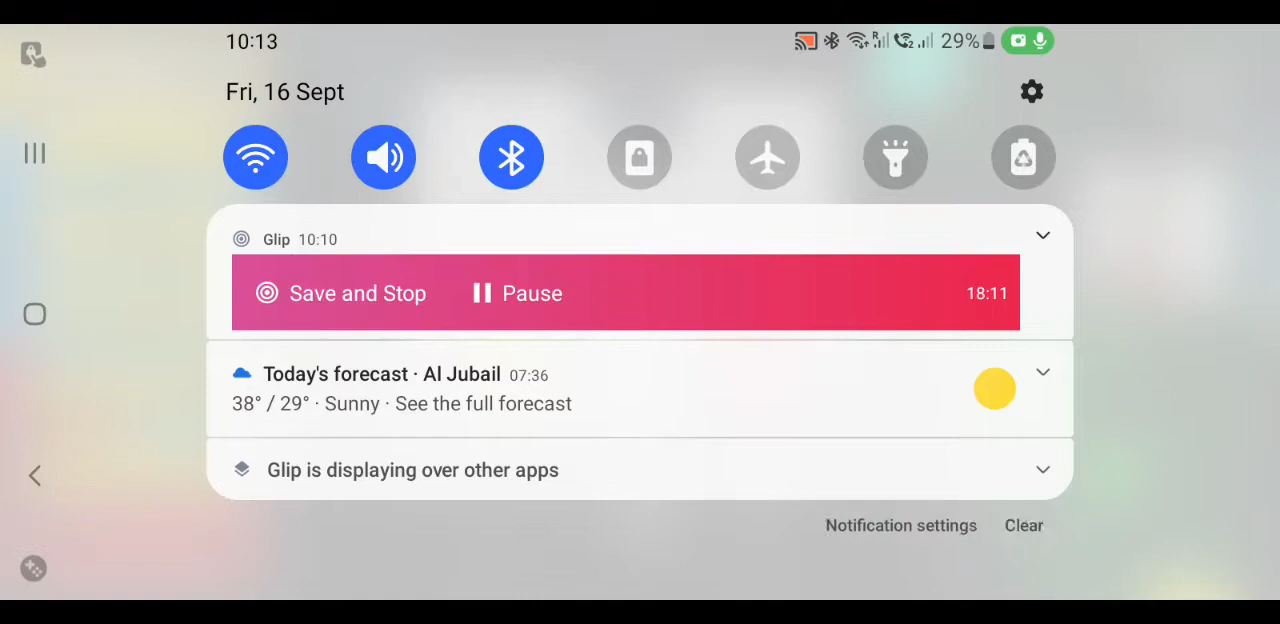 10:13
29%
Fri, 16 Sept
Glip 10:10
Save and Stop Pause 18:11
Today's forecast · Al Jubail 07:36
38° / 29° · Sunny · See the full forecast
Glip is displaying over other apps
Notification settings Clear